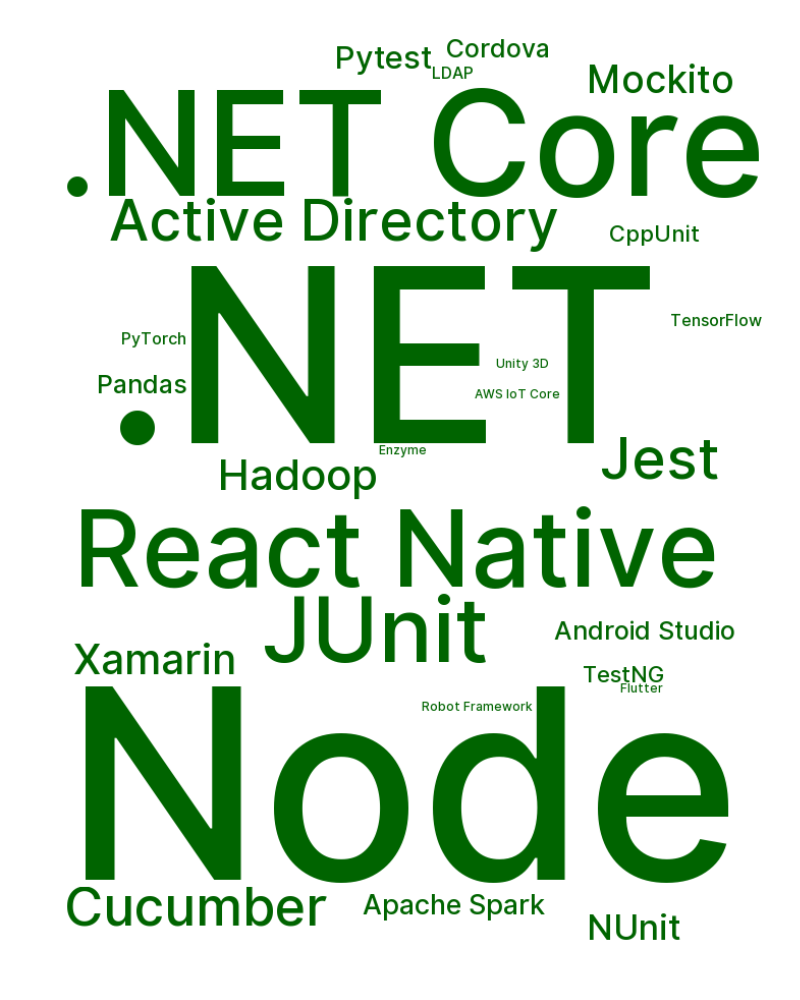 Pytest
Cordova
LDAP
Mockito
.NET Core
Active Directory
CppUnit
.NET
TensorFlow
PyTorch
Unity 3D
Pandas
AWS IoT Core
Enzyme
Jest
Hadoop
React Native
JUnit
Android Studio
Xamarin
TestNG
Flutter
Robot Framework
Node
Cucumber
Apache Spark
NUnit